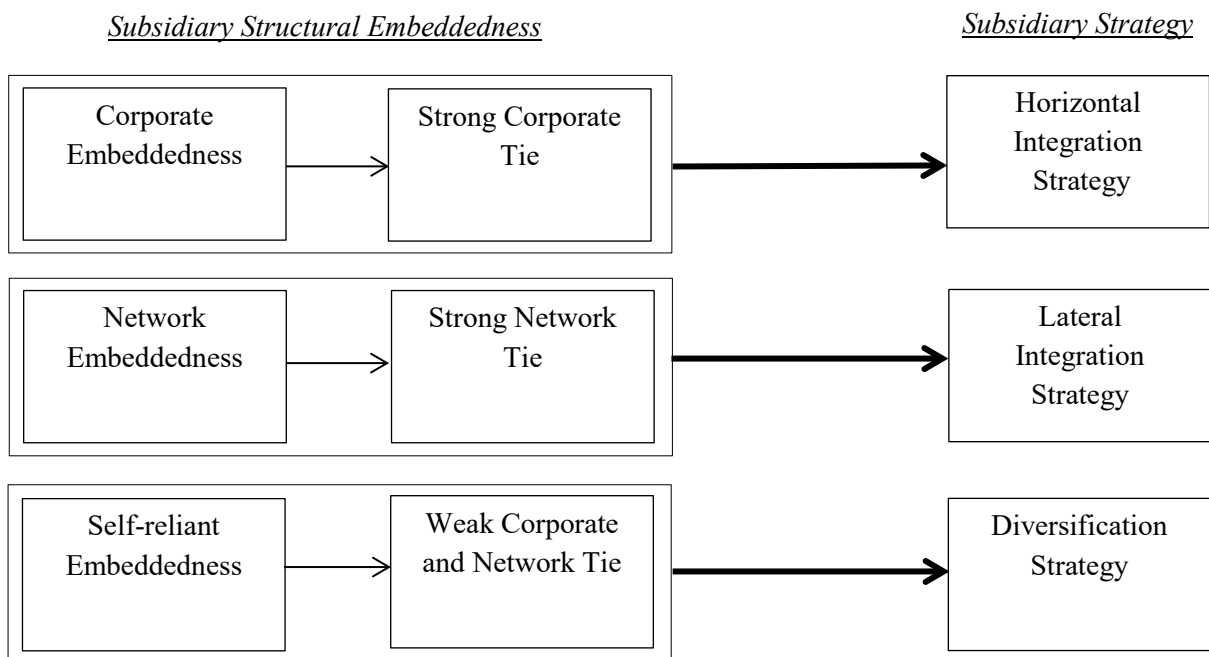 Subsidiary Structural Embeddedness
Subsidiary Strategy
Corporate
Embeddedness
Strong Corporate
Tie
Horizontal
Integration
Strategy
Network
Embeddedness
Strong Network
Tie
Lateral
Integration
Strategy
Self-reliant
Embeddedness
Weak Corporate
and Network Tie
Diversification
Strategy